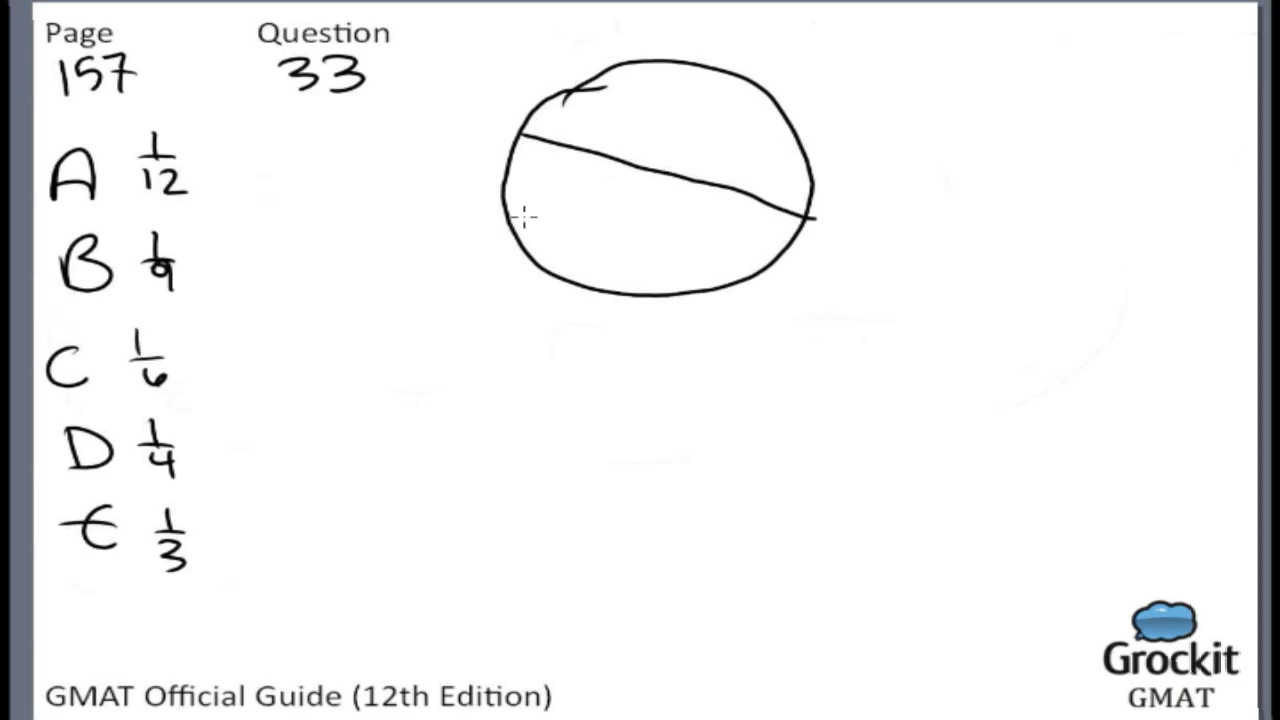 Page Question
157 33
A 1/12
B 1/9
C 1/6
D 1/4
E 1/3
Grockit
GMAT
GMAT Official Guide (12th Edition)